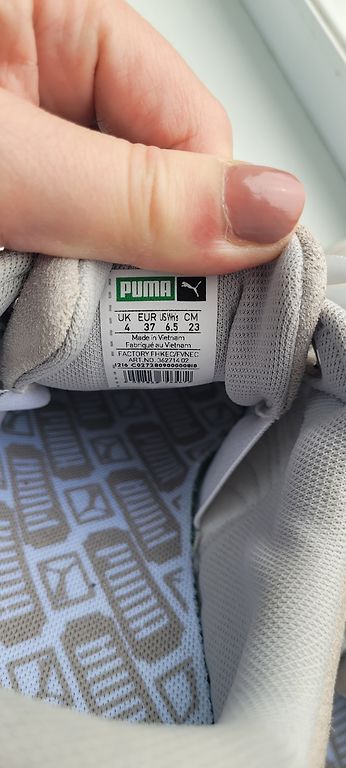 PUMA
UK EUR US Wn's CM
4 37 6.5 23
Made in Vietnam
Fabriqué au Vietnam
FACTORY FHKEC/FVNEC
ART.NO.:362714 02